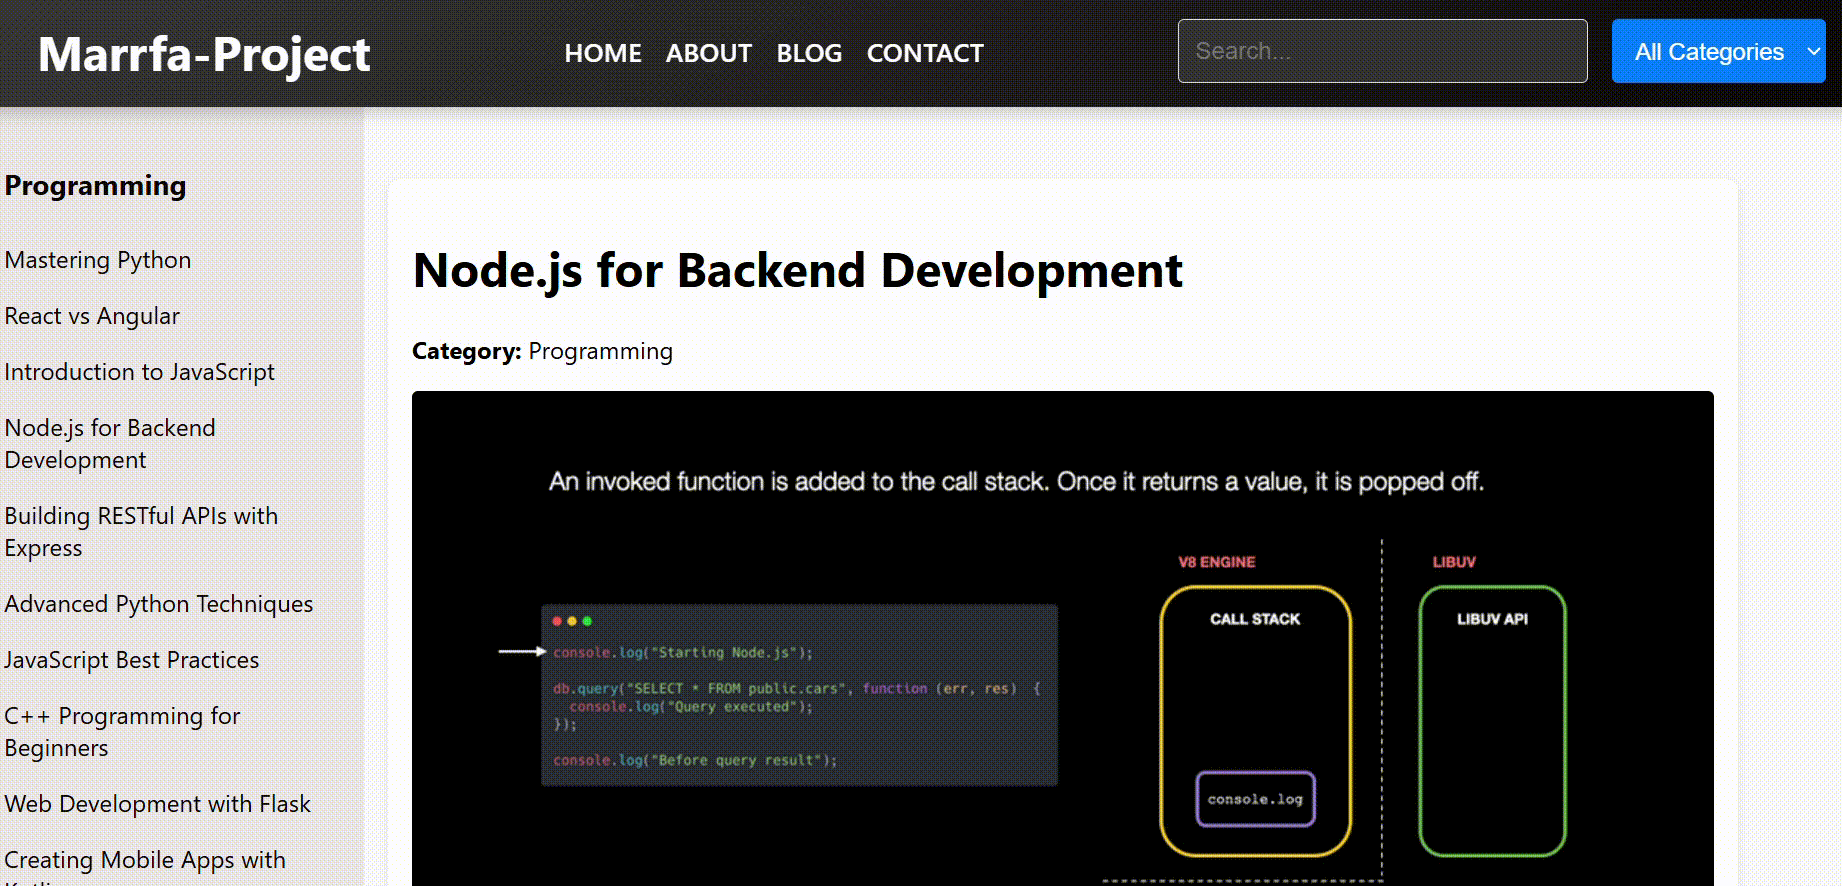 Marrfa-Project
HOME ABOUT BLOG CONTACT
Search...
All Categories
Programming
Mastering Python
React vs Angular
Introduction to JavaScript
Node.js for Backend
Development
Building RESTful APIs with
Express
Advanced Python Techniques
JavaScript Best Practices
C++ Programming for
Beginners
Web Development with Flask
Creating Mobile Apps with
Node.js for Backend Development
Category: Programming
An invoked function is added to the call stack. Once it returns a value, it is popped off.
console.log("Starting Node.js");
db.query("SELECT * FROM public.cars", function (err, res) {
console.log("Query executed");
});
console.log("Before query result");
V8 ENGINE
CALL STACK
console.log
LIBUV
LIBUV API